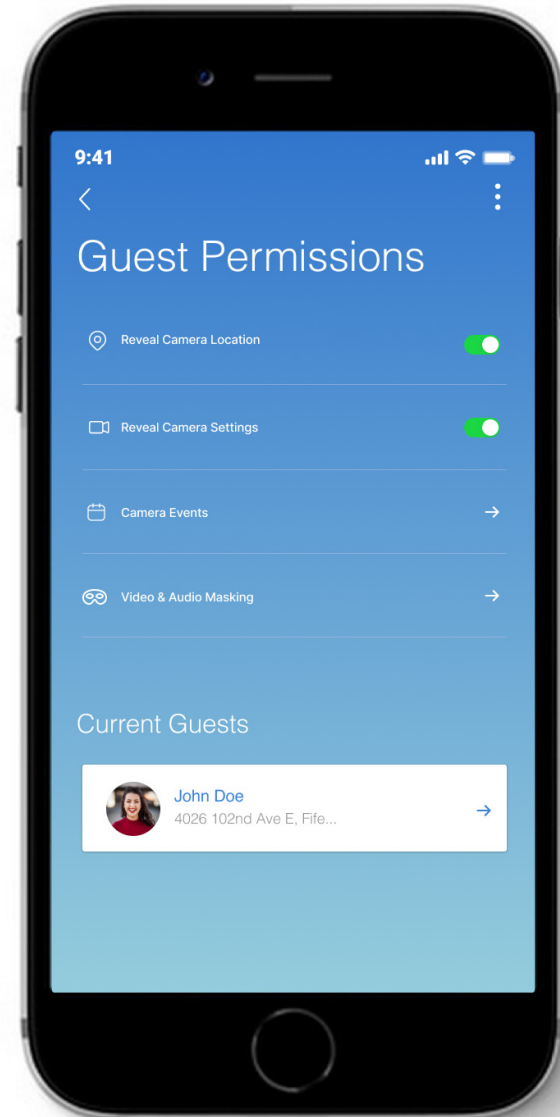 9:41
Guest Permissions
Reveal Camera Location
Reveal Camera Settings
Camera Events
Video & Audio Masking
Current Guests
John Doe
4026 102nd Ave E, Fife...